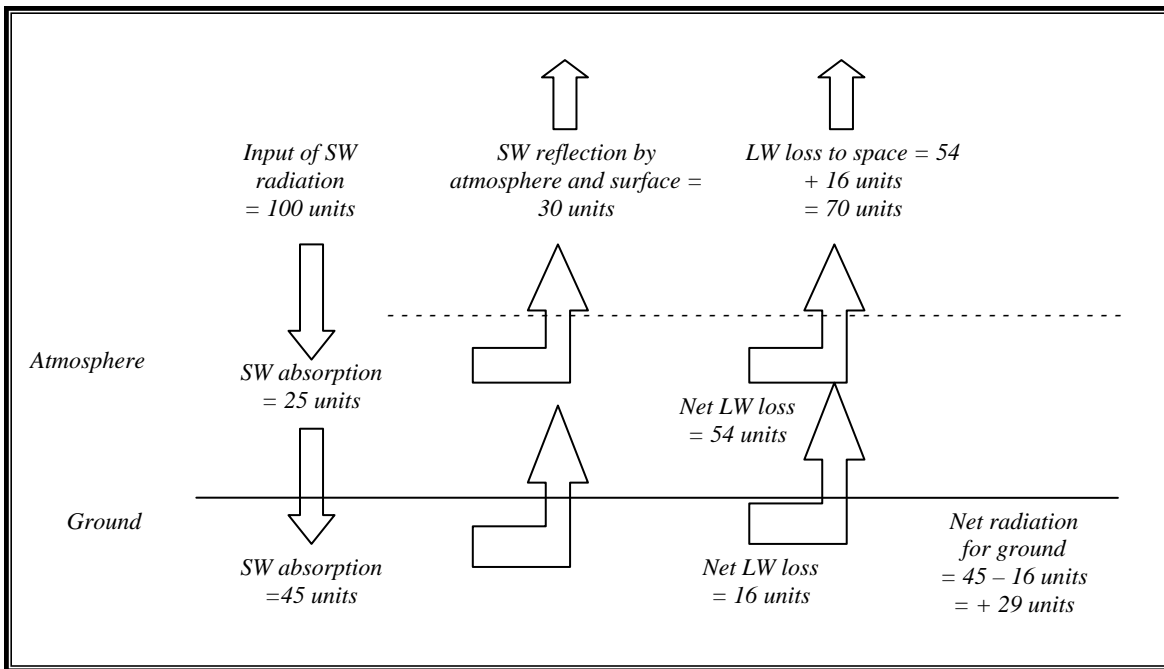 Input of SW
radiation
= 100 units
SW reflection by
atmosphere and surface =
30 units
LW loss to space = 54
+ 16 units
= 70 units
Atmosphere
SW absorption
= 25 units
Net LW loss
= 54 units
Ground
SW absorption
=45 units
Net LW loss
= 16 units
Net radiation
for ground
= 45 – 16 units
= + 29 units